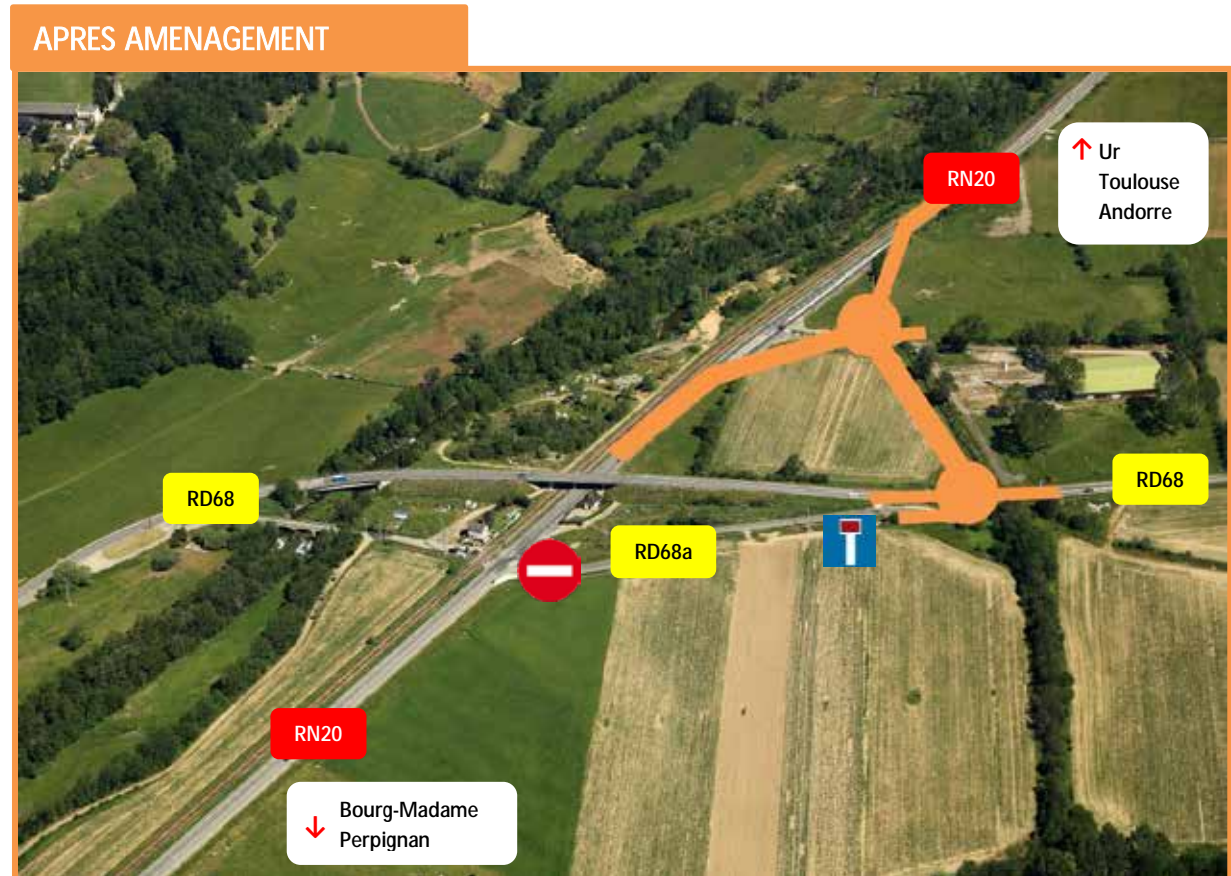 APRES AMENAGEMENT
RN20
↑ Ur
Toulouse
Andorre
RD68
RD68
RD68a
RN20
↓ Bourg-Madame
Perpignan